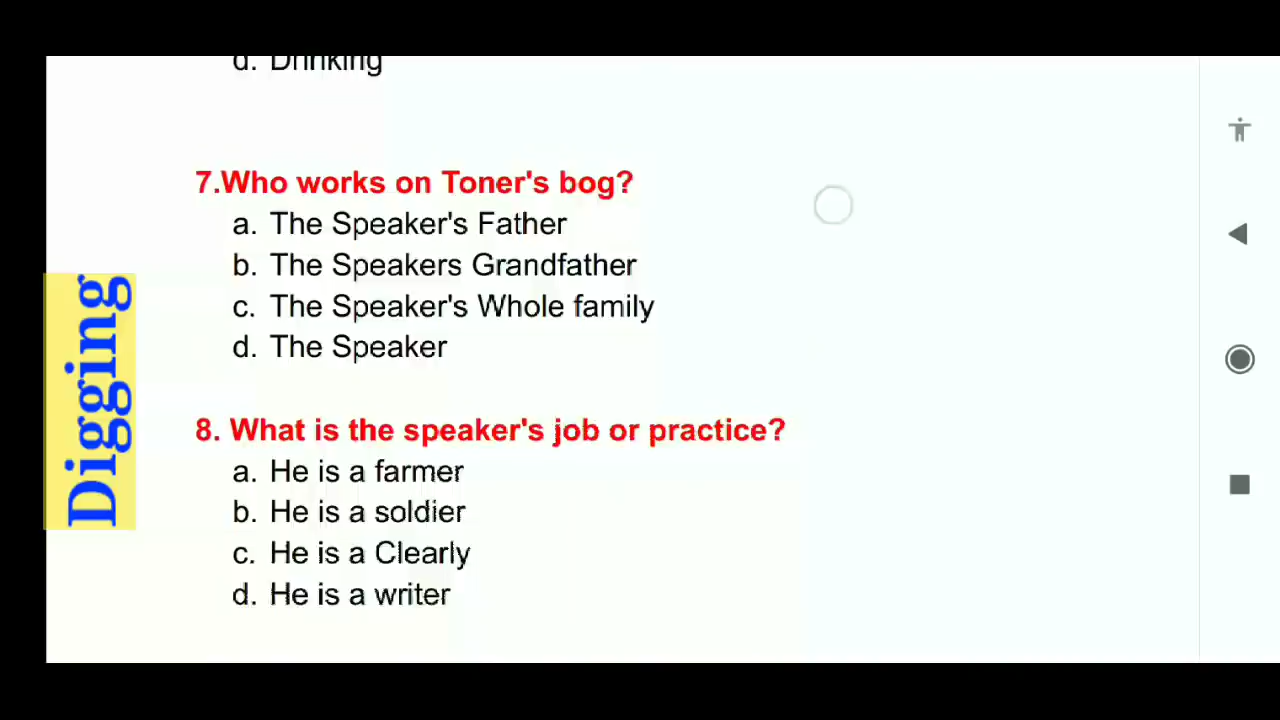 d. Drinking
7.Who works on Toner's bog?
a. The Speaker's Father
b. The Speakers Grandfather
c. The Speaker's Whole family
d. The Speaker
Digging
8. What is the speaker's job or practice?
a. He is a farmer
b. He is a soldier
c. He is a Clearly
d. He is a writer